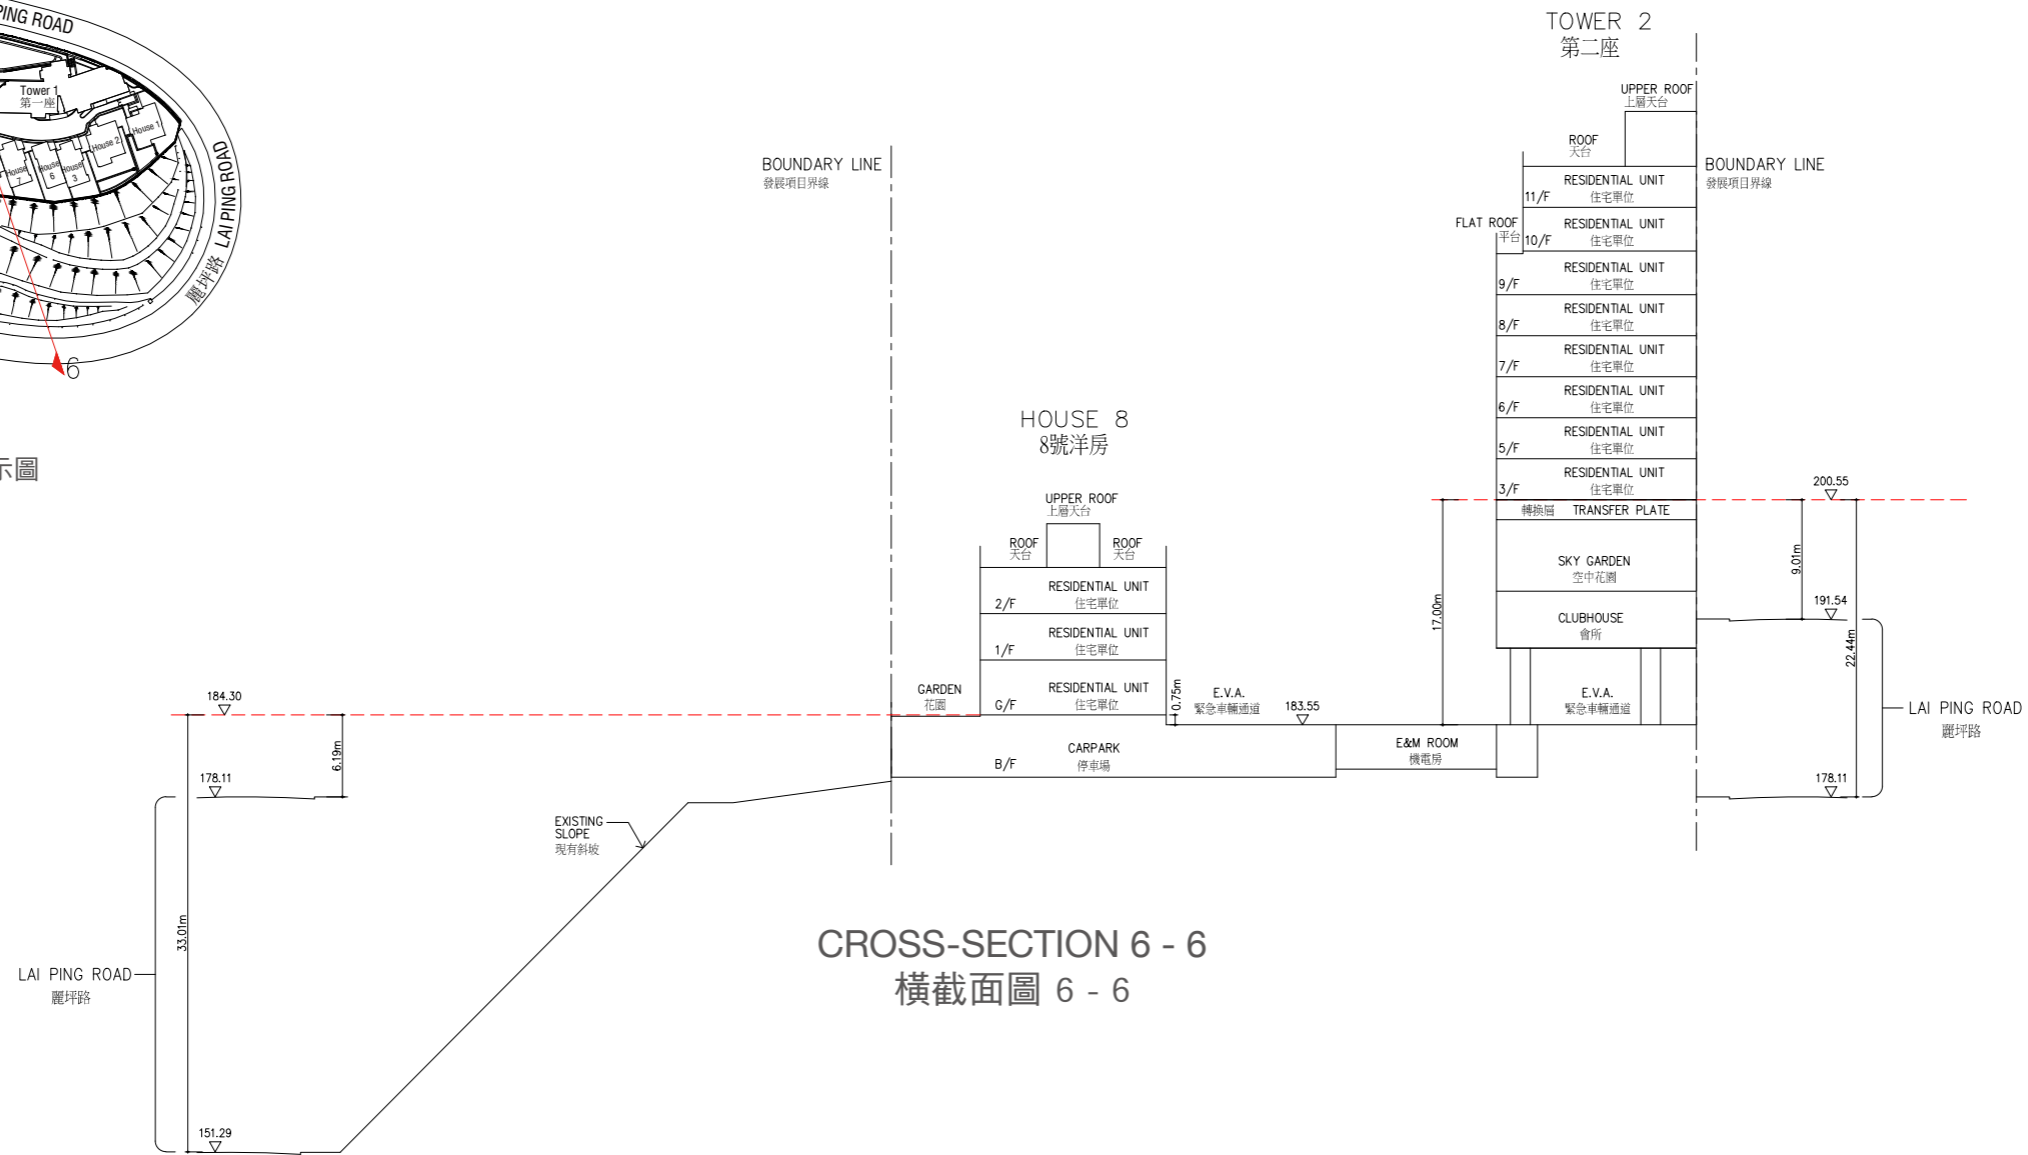 PING ROAD
Tower 1
第一座
House 1
House 2
House
3
House
6
House
7
LAI PING ROAD
麗坪路
6
示圖
TOWER 2
第二座
UPPER ROOF
上層天台
ROOF
天台
BOUNDARY LINE
發展項目界線
BOUNDARY LINE
發展項目界線
11/F
RESIDENTIAL UNIT
住宅單位
FLAT ROOF
平台
10/F
RESIDENTIAL UNIT
住宅單位
9/F
RESIDENTIAL UNIT
住宅單位
8/F
RESIDENTIAL UNIT
住宅單位
7/F
RESIDENTIAL UNIT
住宅單位
6/F
RESIDENTIAL UNIT
住宅單位
5/F
RESIDENTIAL UNIT
住宅單位
3/F
RESIDENTIAL UNIT
住宅單位
轉換層 TRANSFER PLATE
SKY GARDEN
空中花園
CLUBHOUSE
會所
E.V.A.
緊急車輛通道
200.55
9.01m
191.54
22.44m
178.11
LAI PING ROAD
麗坪路
17.00m
HOUSE 8
8號洋房
UPPER ROOF
上層天台
ROOF
天台
ROOF
天台
2/F
RESIDENTIAL UNIT
住宅單位
1/F
RESIDENTIAL UNIT
住宅單位
G/F
RESIDENTIAL UNIT
住宅單位
GARDEN
花園
0.75m
E.V.A.
緊急車輛通道
183.55
B/F
CARPARK
停車場
E&M ROOM
機電房
184.30
6.19m
178.11
33.01m
EXISTING
SLOPE
現有斜坡
LAI PING ROAD
麗坪路
151.29
CROSS-SECTION 6 - 6
橫截面圖 6 - 6